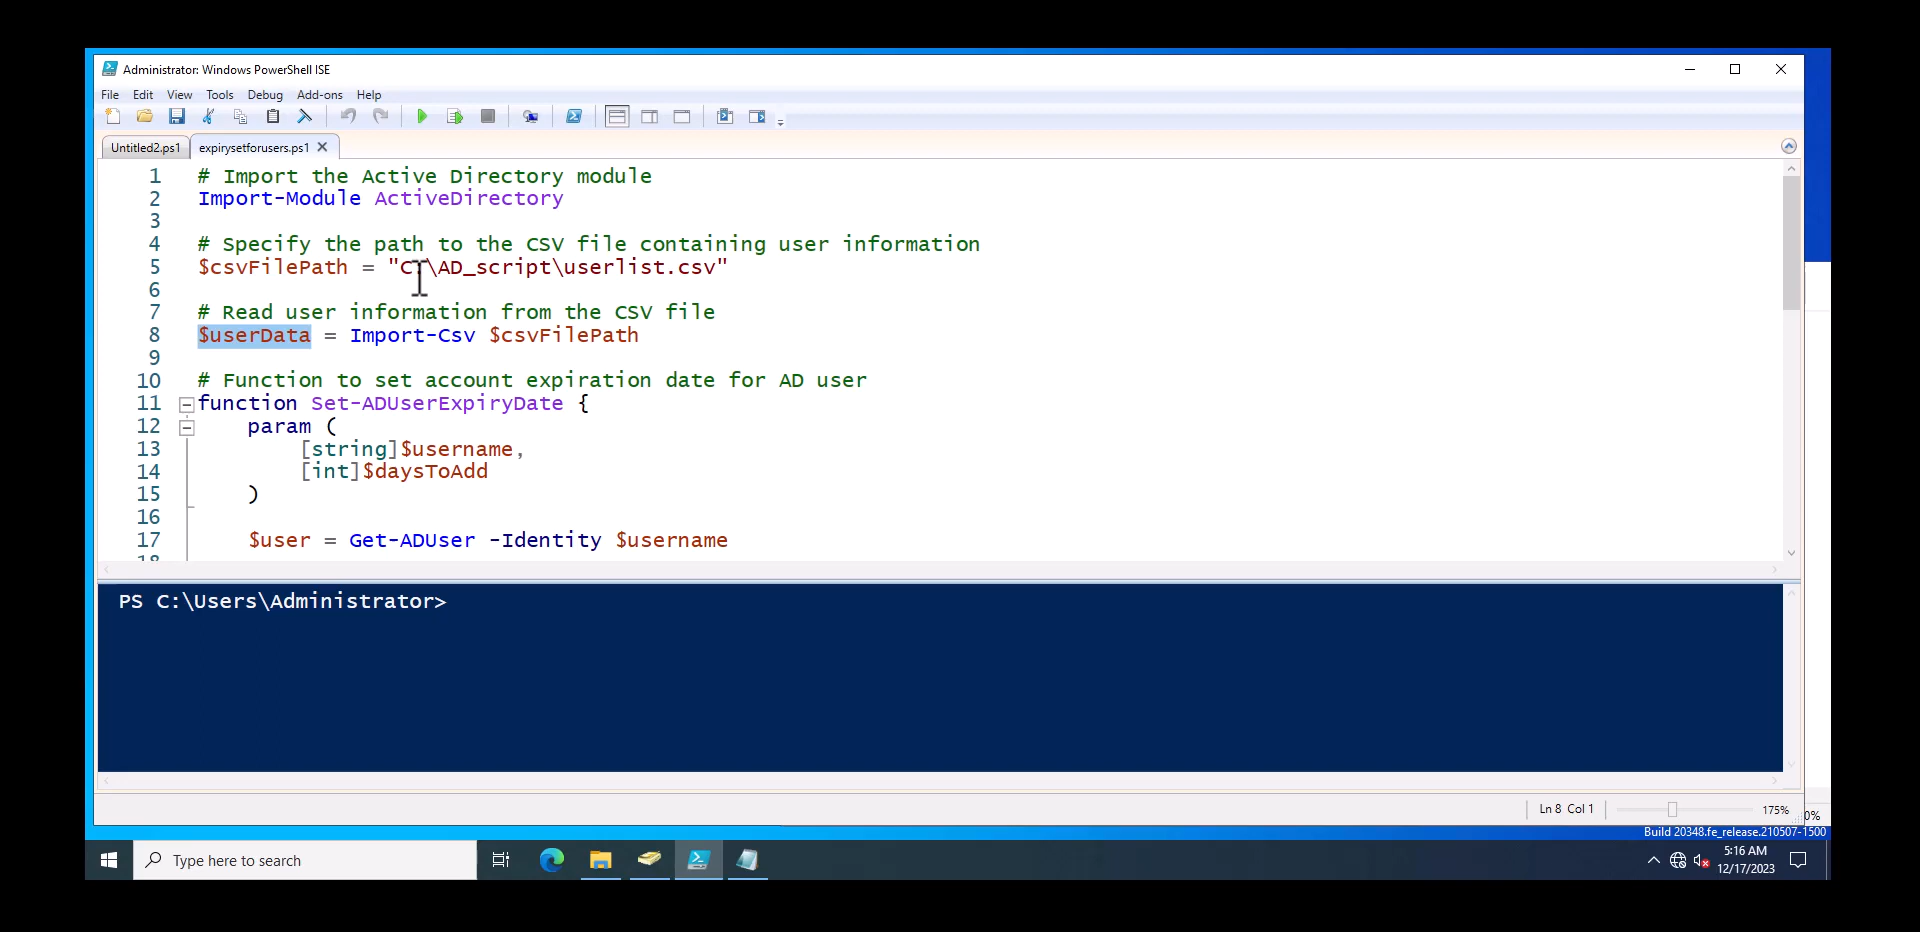 Administrator: Windows PowerShell ISE
File Edit View Tools Debug Add-ons Help
Untitled2.ps1 expirysetforusers.ps1
1 # Import the Active Directory module
2 Import-Module ActiveDirectory
3
4 # Specify the path to the CSV file containing user information
5 $csvFilePath = "C:\AD_script\userlist.csv"
6
7 # Read user information from the CSV file
8 $userData = Import-Csv $csvFilePath
9
10 # Function to set account expiration date for AD user
11 function Set-ADUserExpiryDate {
12 param (
13 [string]$username,
14 [int]$daysToAdd
15 )
16
17 $user = Get-ADUser -Identity $username
18
PS C:\Users\Administrator>
Ln 8 Col 1 175%
0%
Build 20348.fe_release.210507-1500
Type here to search
5:16 AM
12/17/2023